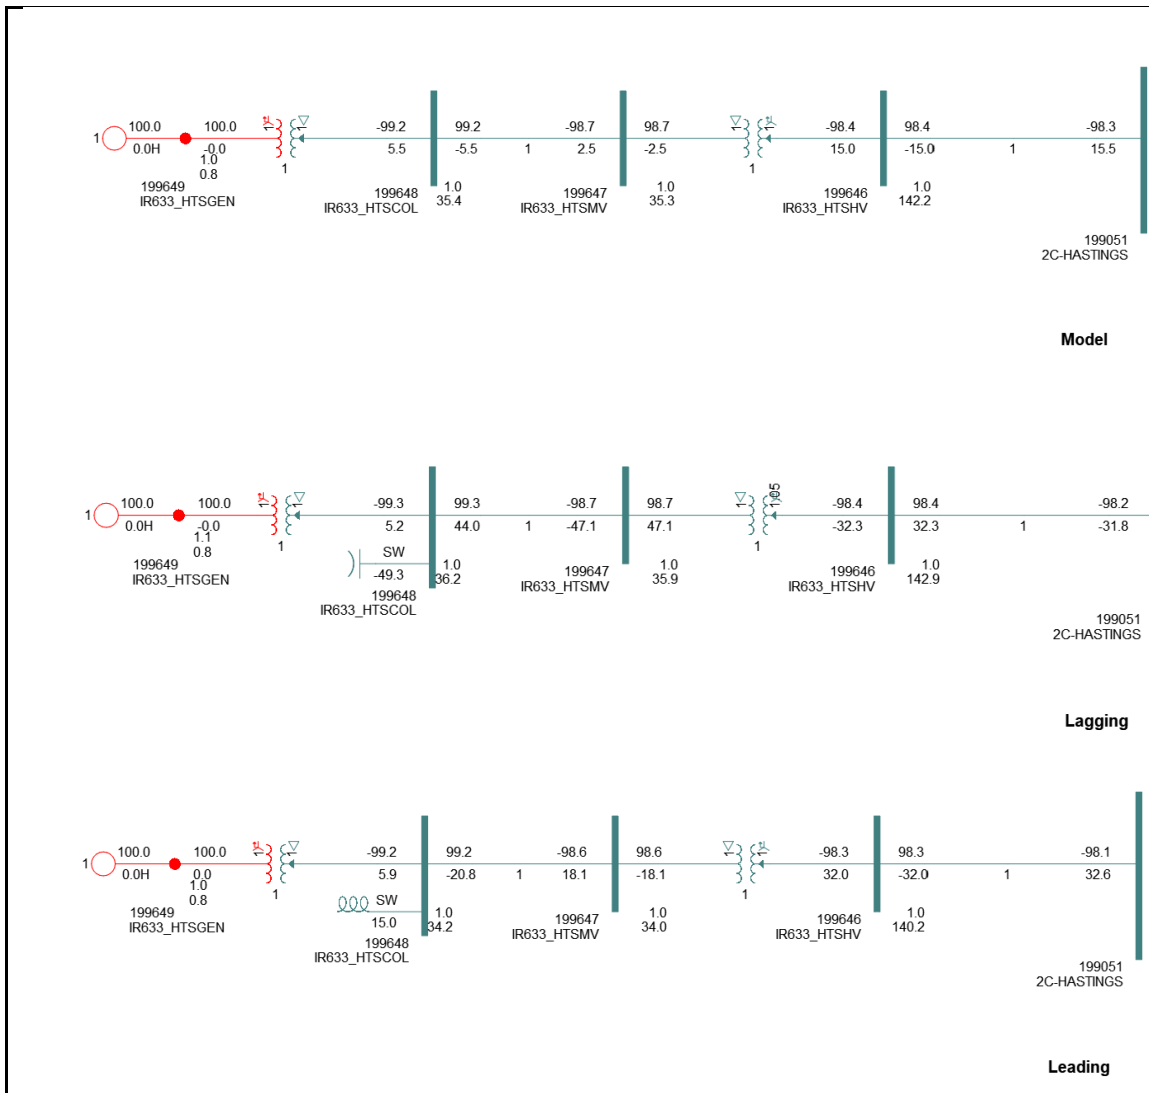 100.0 100.0 -99.2 99.2 -98.7 98.7 -98.4 98.4 -98.3
1 1 1
0.0H -0.0 5.5 -5.5 1 2.5 -2.5 15.0 -15.0 1 15.5
1.0
0.8 1 1
199649 199648 1.0 199647 1.0 199646 1.0
IR633_HTSGEN IR633_HTSCOL 35.4 IR633_HTSMV 35.3 IR633_HTSHV 142.2
199051
2C-HASTINGS
Model
100.0 100.0 -99.3 99.3 -98.7 98.7 1.05 -98.4 98.4 -98.2
1 1 1
0.0H -0.0 5.2 44.0 1 -47.1 47.1 -32.3 32.3 1 -31.8
1.1
0.8 1 SW 1
199649 -49.3 1.0 199647 1.0 199646 1.0
IR633_HTSGEN 199648 36.2 IR633_HTSMV 35.9 IR633_HTSHV 142.9
IR633_HTSCOL
199051
2C-HASTINGS
Lagging
100.0 100.0 -99.2 99.2 -98.6 98.6 -98.3 98.3 -98.1
1 1 1
0.0H 0.0 5.9 -20.8 1 18.1 -18.1 32.0 -32.0 1 32.6
1.0
0.8 1 SW 1
199649 15.0 1.0 199647 1.0 199646 1.0
IR633_HTSGEN 199648 34.2 IR633_HTSMV 34.0 IR633_HTSHV 140.2
IR633_HTSCOL
199051
2C-HASTINGS
Leading